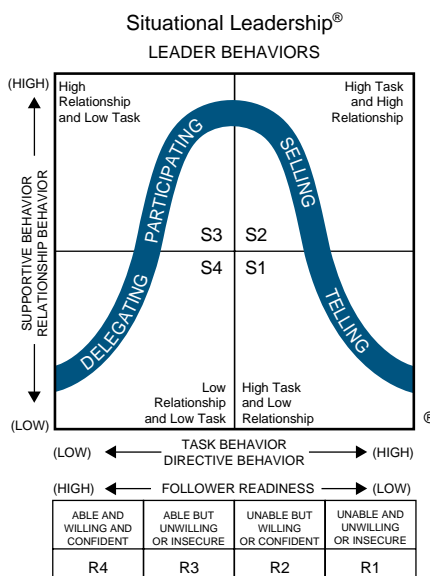 Situational Leadership®
LEADER BEHAVIORS
(HIGH)
High
Relationship
and Low Task
High Task
and High
Relationship
PARTICIPATING
SELLING
SUPPORTIVE BEHAVIOR
RELATIONSHIP BEHAVIOR
S3
S2
S4
S1
DELEGATING
TELLING
Low
Relationship
and Low Task
High Task
and Low
Relationship
(LOW)
®
(LOW)
TASK BEHAVIOR
DIRECTIVE BEHAVIOR
(HIGH)
(HIGH)
FOLLOWER READINESS
(LOW)
ABLE AND
WILLING AND
CONFIDENT
ABLE BUT
UNWILLING
OR INSECURE
UNABLE BUT
WILLING
OR CONFIDENT
UNABLE AND
UNWILLING
OR INSECURE
R4
R3
R2
R1